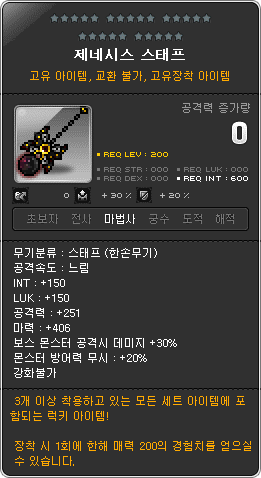 제네시스 스태프
고유 아이템, 교환 불가, 고유장착 아이템
공격력 증가량
0
REQ LEV : 200
REQ STR : 000 REQ LUK : 000
REQ DEX : 000 REQ INT : 600
0 +30% +20%
초보자 전사 마법사 궁수 도적 해적
무기분류 : 스태프 (한손무기)
공격속도 : 느림
INT : +150
LUK : +150
공격력 : +251
마력 : +406
보스 몬스터 공격시 데미지 +30%
몬스터 방어력 무시 : +20%
강화불가
3개 이상 착용하고 있는 모든 세트 아이템에 포
함되는 럭키 아이템!
장착 시 1회에 한해 매력 200의 경험치를 얻으실
수 있습니다.